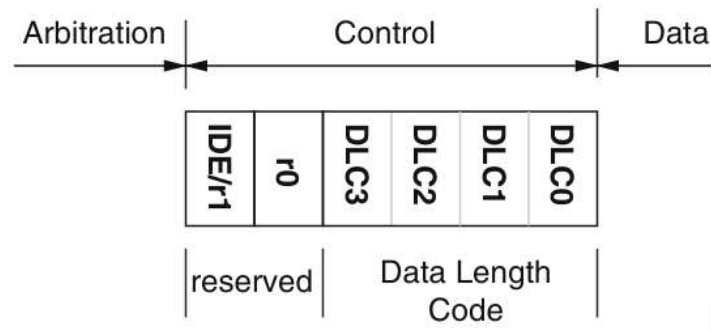 Arbitration Control Data
IDE/r1 r0 DLC3 DLC2 DLC1 DLC0
reserved Data Length
Code